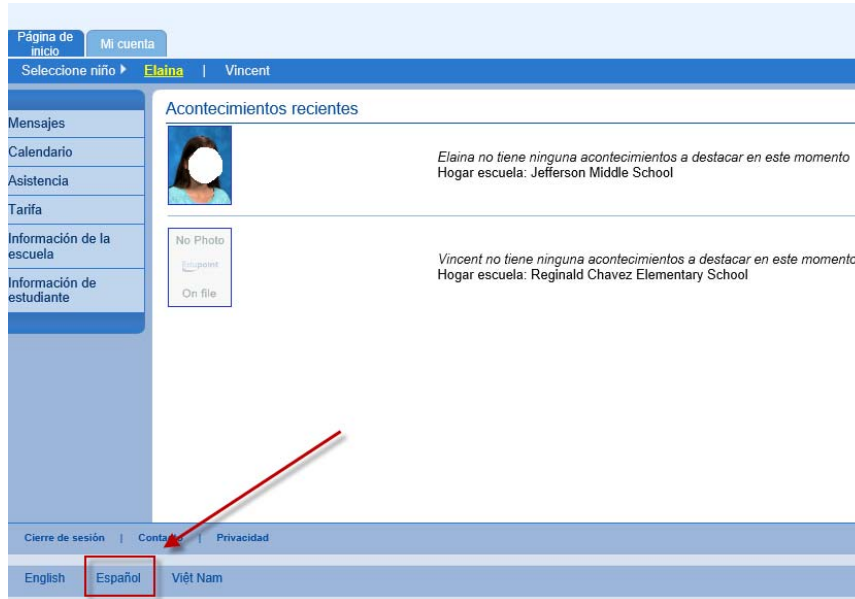 Página de
inicio
Mi cuenta
Seleccione niño Elaina | Vincent
Acontecimientos recientes
Mensajes
Calendario
Asistencia
Tarifa
Información de la
escuela
Información de
estudiante
Elaina no tiene ninguna acontecimientos a destacar en este momento
Hogar escuela: Jefferson Middle School
No Photo
Edupoint
On file
Vincent no tiene ninguna acontecimientos a destacar en este momento
Hogar escuela: Reginald Chavez Elementary School
Cierre de sesión | Contacto | Privacidad
English Español Việt Nam